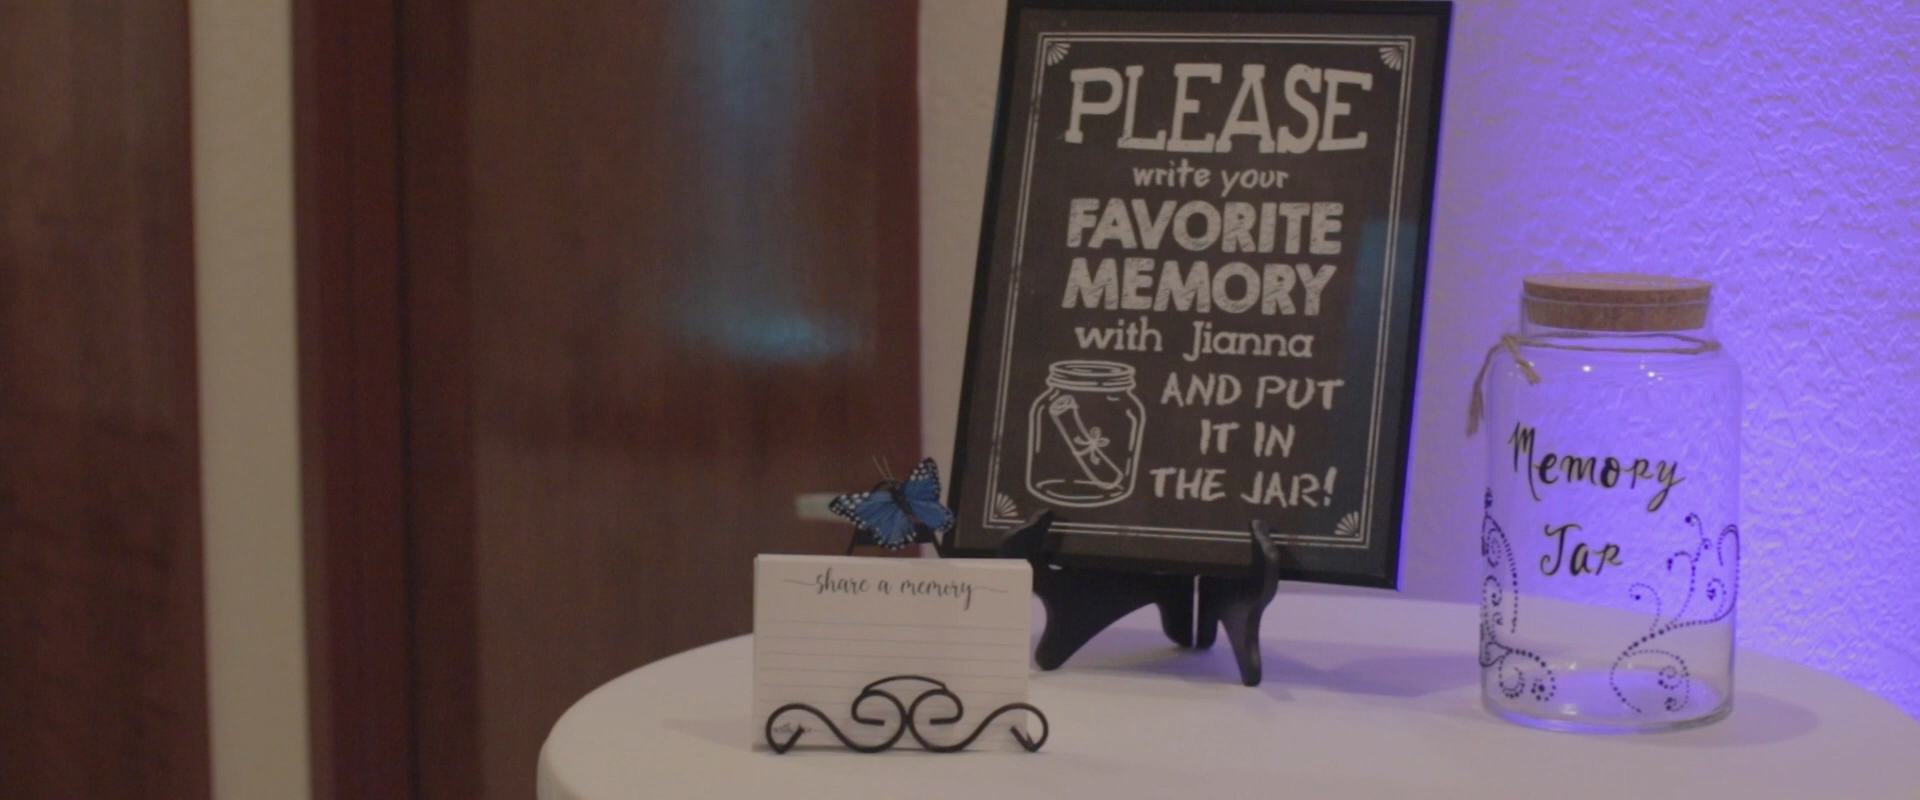 PLEASE
write your
FAVORITE
MEMORY
with Jianna
AND PUT
IT IN
THE JAR!
share a memory
Memory
Jar